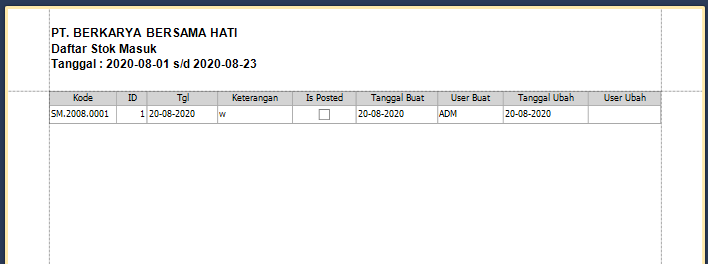 PT. BERKARYA BERSAMA HATI
Daftar Stok Masuk
Tanggal : 2020-08-01 s/d 2020-08-23
Kode ID Tgl Keterangan Is Posted Tanggal Buat User Buat Tanggal Ubah User Ubah
SM.2008.0001 1 20-08-2020 w 20-08-2020 ADM 20-08-2020